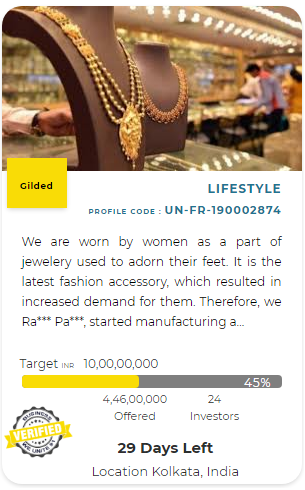 Gilded
LIFESTYLE
PROFILE CODE : UN-FR-190002874
We are worn by women as a part of
jewelery used to adorn their feet. It is the
latest fashion accessory, which resulted in
increased demand for them. Therefore, we
Ra*** Pa***, started manufacturing a...
Target INR 10,00,00,000
45%
4,46,00,000 24
Offered Investors
BUSINESS
VERIFIED
WE UNITE BY
29 Days Left
Location Kolkata, India